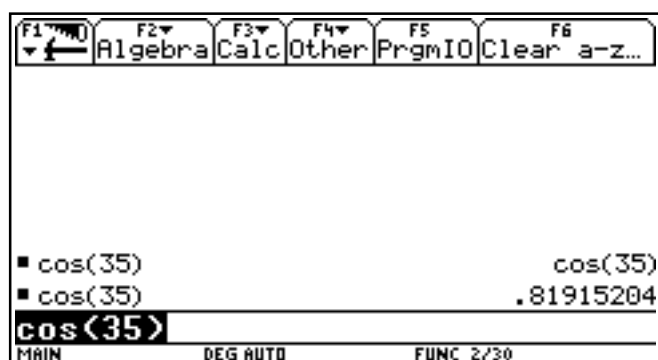 F1 F2 F3 F4 F5 F6
Algebra Calc Other PrgmIO Clear a-z…
▪ cos(35) cos(35)
▪ cos(35) .81915204
cos(35)
MAIN DEG AUTO FUNC 2/30